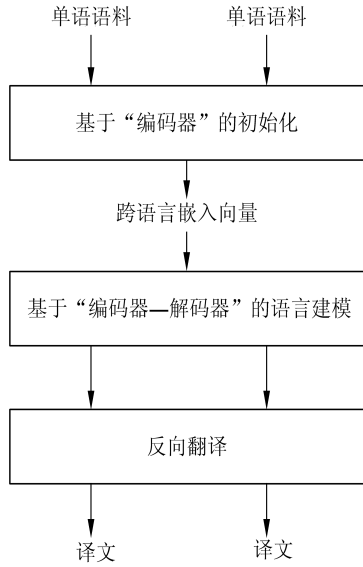 单语语料 单语语料
基于“编码器”的初始化
跨语言嵌入向量
基于“编码器—解码器”的语言建模
反向翻译
译文 译文